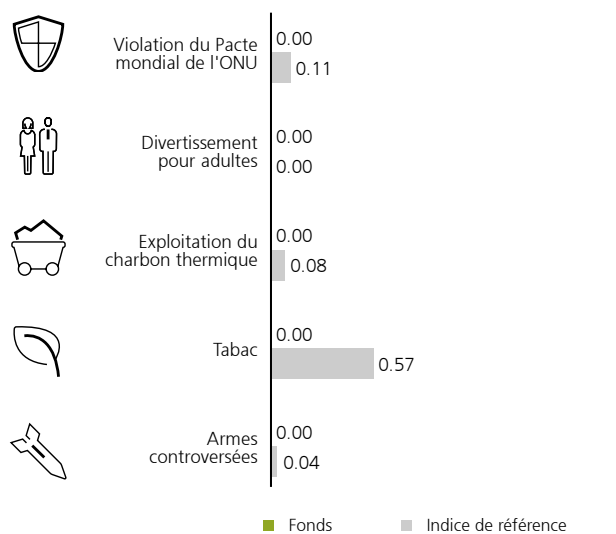 Violation du Pacte
mondial de l'ONU
0.00
0.11
Divertissement
pour adultes
0.00
0.00
Exploitation du
charbon thermique
0.00
0.08
Tabac
0.00
0.57
Armes
controversées
0.00
0.04
Fonds
Indice de référence